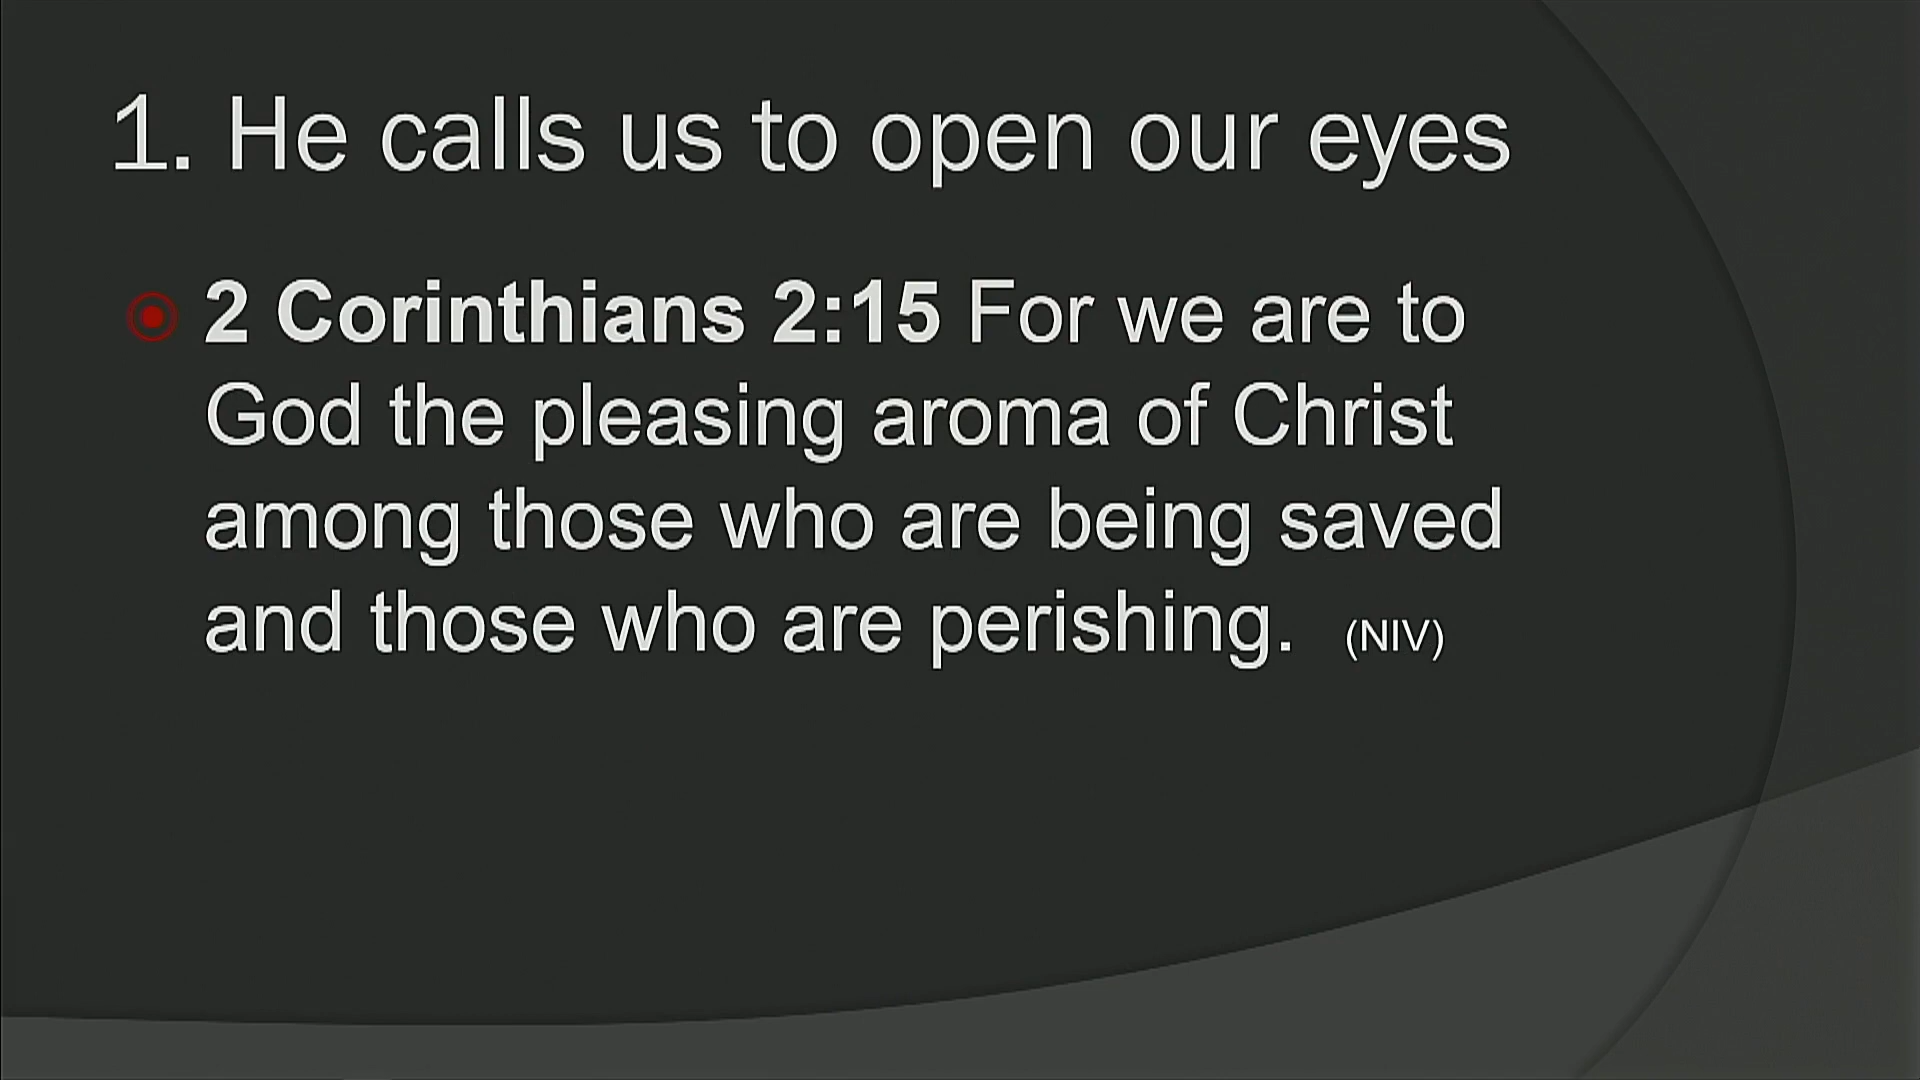 1. He calls us to open our eyes
2 Corinthians 2:15 For we are to
God the pleasing aroma of Christ
among those who are being saved
and those who are perishing. (NIV)